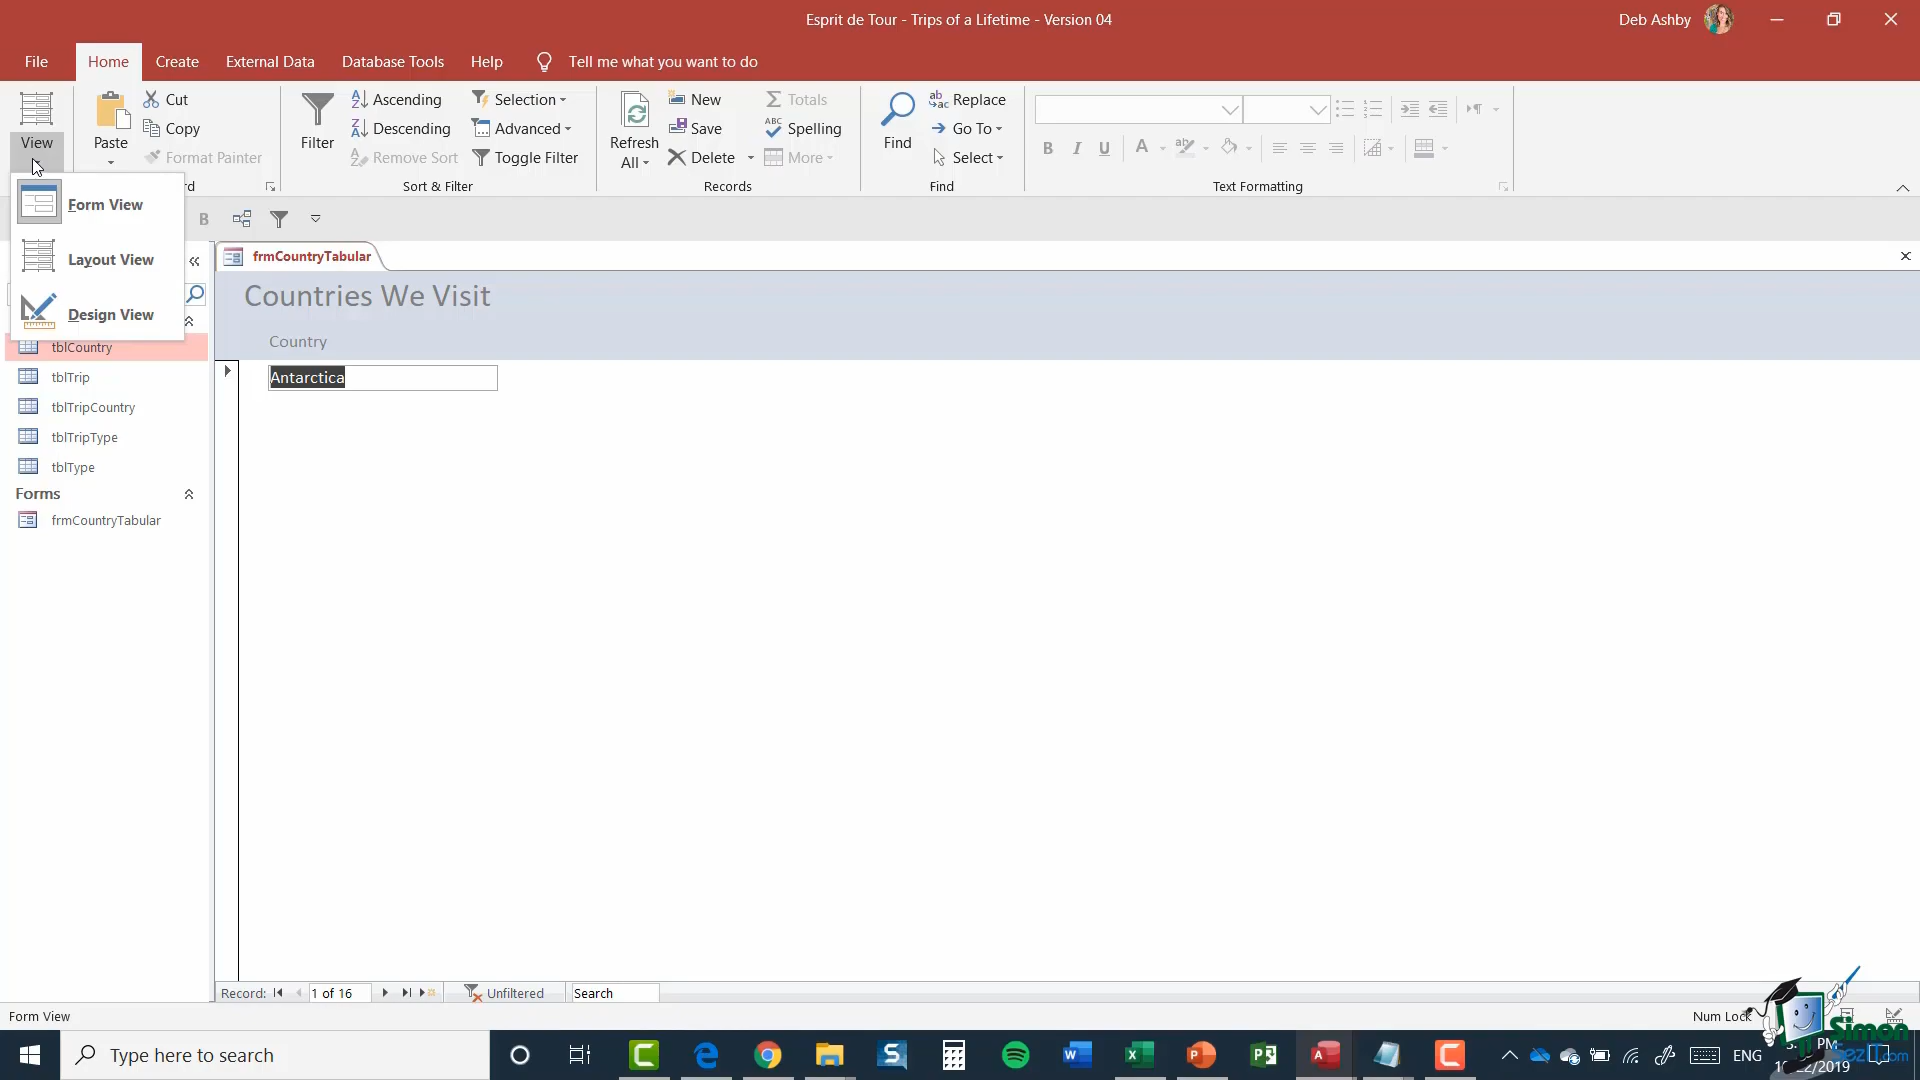 Esprit de Tour - Trips of a Lifetime - Version 04
Deb Ashby
File Home Create External Data Database Tools Help Tell me what you want to do
View
Paste
Cut
Copy
Format Painter
Filter
Ascending
Descending
Remove Sort
Selection
Advanced
Toggle Filter
Sort & Filter
Refresh
All
New
Save
Delete
Totals
Spelling
More
Records
Find
Replace
Go To
Select
Find
B I U A
Text Formatting
Form View
Layout View
Design View
B
frmCountryTabular
Countries We Visit
Country
Antarctica
tblCountry
tblTrip
tblTripCountry
tblTripType
tblType
Forms
frmCountryTabular
Record: 1 of 16 Unfiltered Search
Form View
Num Lock
Type here to search
ENG
PM
Simon
SezIT.com